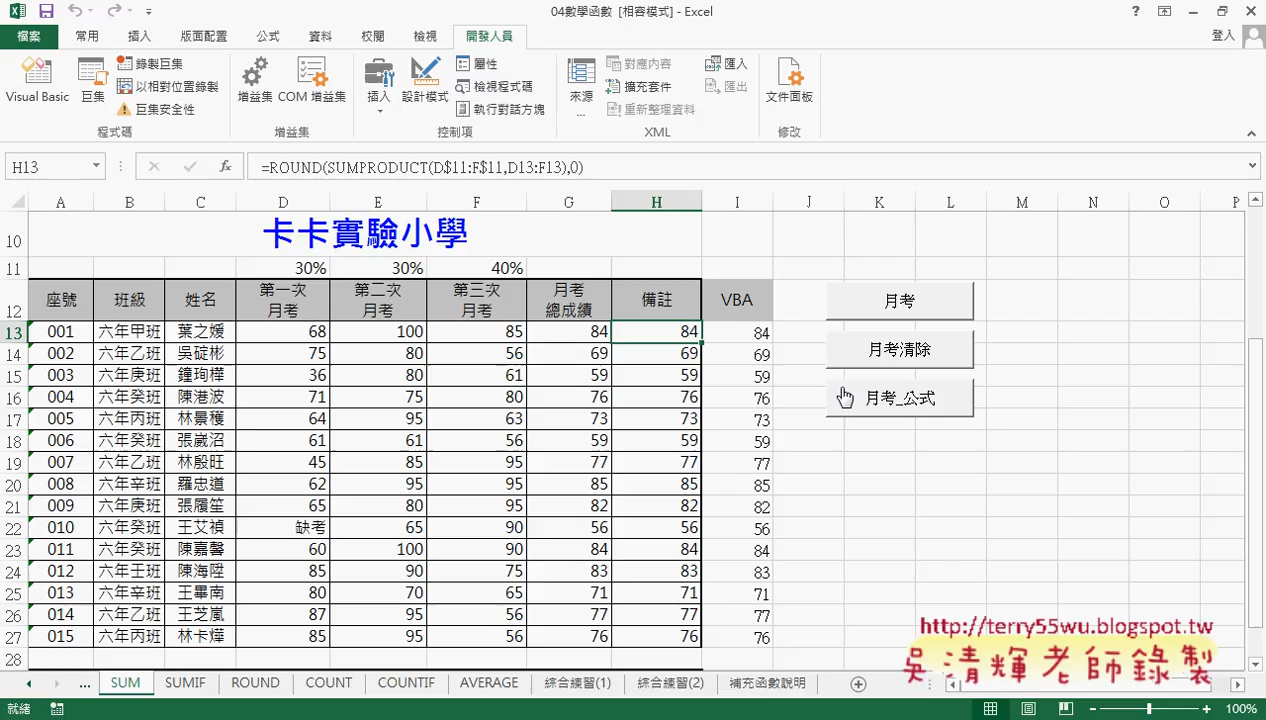 04數學函數 [相容模式] - Excel
檔案 常用 插入 版面配置 公式 資料 校閱 檢視 開發人員 登入
Visual Basic 巨集 錄製巨集 以相對位置錄製 巨集安全性 程式碼
增益集 COM 增益集 增益集
插入 設計模式 屬性 檢視程式碼 執行對話方塊 控制項
來源 ... 對應內容 擴充套件 重新整理資料 匯入 匯出 XML
文件面板 修改
H13 fx =ROUND(SUMPRODUCT(D$11:F$11,D13:F13),0)
A B C D E F G H I J K L M N O P
10 卡卡實驗小學
11 30% 30% 40%
12 座號 班級 姓名 第一次 月考 第二次 月考 第三次 月考 月考 總成績 備註 VBA
13 001 六年甲班 葉之媛 68 100 85 84 84 84
14 002 六年乙班 吳碇彬 75 80 56 69 69 69
15 003 六年庚班 鐘珣樺 36 80 61 59 59 59
16 004 六年癸班 陳港波 71 75 80 76 76 76
17 005 六年丙班 林景穫 64 95 63 73 73 73
18 006 六年癸班 張嵗沼 61 61 56 59 59 59
19 007 六年乙班 林殷旺 45 85 95 77 77 77
20 008 六年辛班 羅忠道 62 95 95 85 85 85
21 009 六年庚班 張履笙 65 80 95 82 82 82
22 010 六年癸班 王艾禎 缺考 65 90 56 56 56
23 011 六年癸班 陳嘉馨 60 100 90 84 84 84
24 012 六年壬班 陳海陞 85 90 75 83 83 83
25 013 六年辛班 王畢南 80 70 65 71 71 71
26 014 六年乙班 王芝嵐 87 95 56 77 77 77
27 015 六年丙班 林卡燁 85 95 56 76 76 76
28
月考
月考清除
月考_公式
http://terry55wu.blogspot.tw
吳清輝老師錄製
... SUM SUMIF ROUND COUNT COUNTIF AVERAGE 綜合練習(1) 綜合練習(2) 補充函數說明
就緒 100%